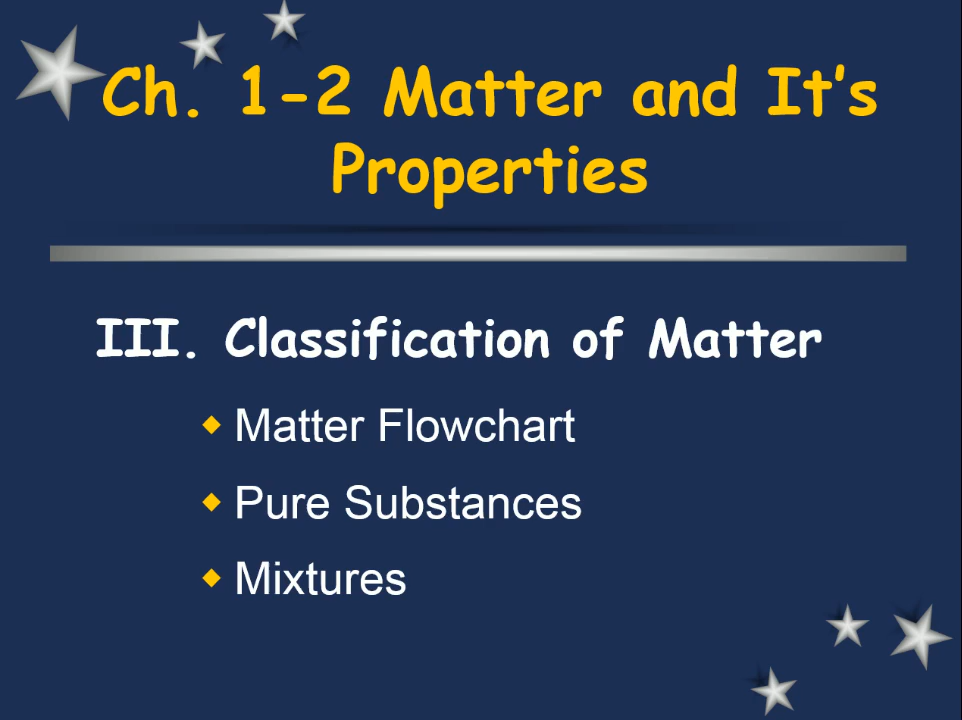 Ch. 1-2 Matter and It's
Properties
III. Classification of Matter
Matter Flowchart
Pure Substances
Mixtures